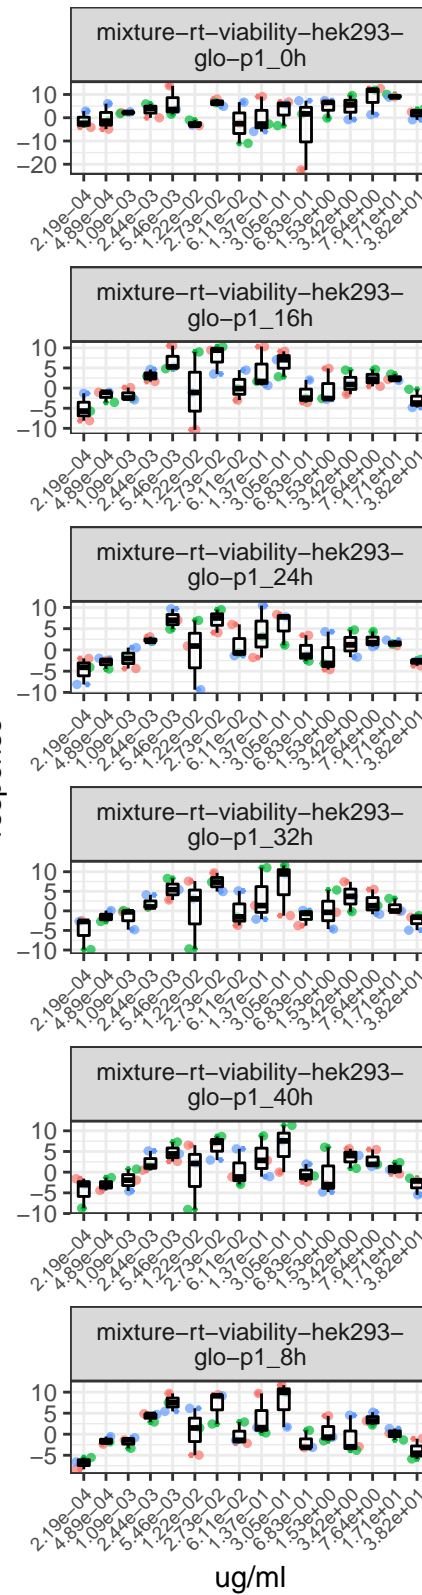 mixture−rt−viability−hek293−
glo−p1_0h
10
5
0
−10
−20
2.19e−04
4.89e−04
1.09e−03
2.44e−03
5.46e−03
1.22e−02
2.73e−02
6.11e−02
1.37e−01
3.05e−01
6.83e−01
1.53e+00
3.42e+00
7.64e+00
1.71e+01
3.82e+01
mixture−rt−viability−hek293−
glo−p1_16h
10
5
0
−5
−10
2.19e−04
4.89e−04
1.09e−03
2.44e−03
5.46e−03
1.22e−02
2.73e−02
6.11e−02
1.37e−01
3.05e−01
6.83e−01
1.53e+00
3.42e+00
7.64e+00
1.71e+01
3.82e+01
mixture−rt−viability−hek293−
glo−p1_24h
10
5
0
−5
−10
2.19e−04
4.89e−04
1.09e−03
2.44e−03
5.46e−03
1.22e−02
2.73e−02
6.11e−02
1.37e−01
3.05e−01
6.83e−01
1.53e+00
3.42e+00
7.64e+00
1.71e+01
3.82e+01
mixture−rt−viability−hek293−
glo−p1_32h
10
5
0
−5
−10
2.19e−04
4.89e−04
1.09e−03
2.44e−03
5.46e−03
1.22e−02
2.73e−02
6.11e−02
1.37e−01
3.05e−01
6.83e−01
1.53e+00
3.42e+00
7.64e+00
1.71e+01
3.82e+01
mixture−rt−viability−hek293−
glo−p1_40h
10
5
0
−5
−10
2.19e−04
4.89e−04
1.09e−03
2.44e−03
5.46e−03
1.22e−02
2.73e−02
6.11e−02
1.37e−01
3.05e−01
6.83e−01
1.53e+00
3.42e+00
7.64e+00
1.71e+01
3.82e+01
mixture−rt−viability−hek293−
glo−p1_8h
10
5
0
−5
2.19e−04
4.89e−04
1.09e−03
2.44e−03
5.46e−03
1.22e−02
2.73e−02
6.11e−02
1.37e−01
3.05e−01
6.83e−01
1.53e+00
3.42e+00
7.64e+00
1.71e+01
3.82e+01
ug/ml